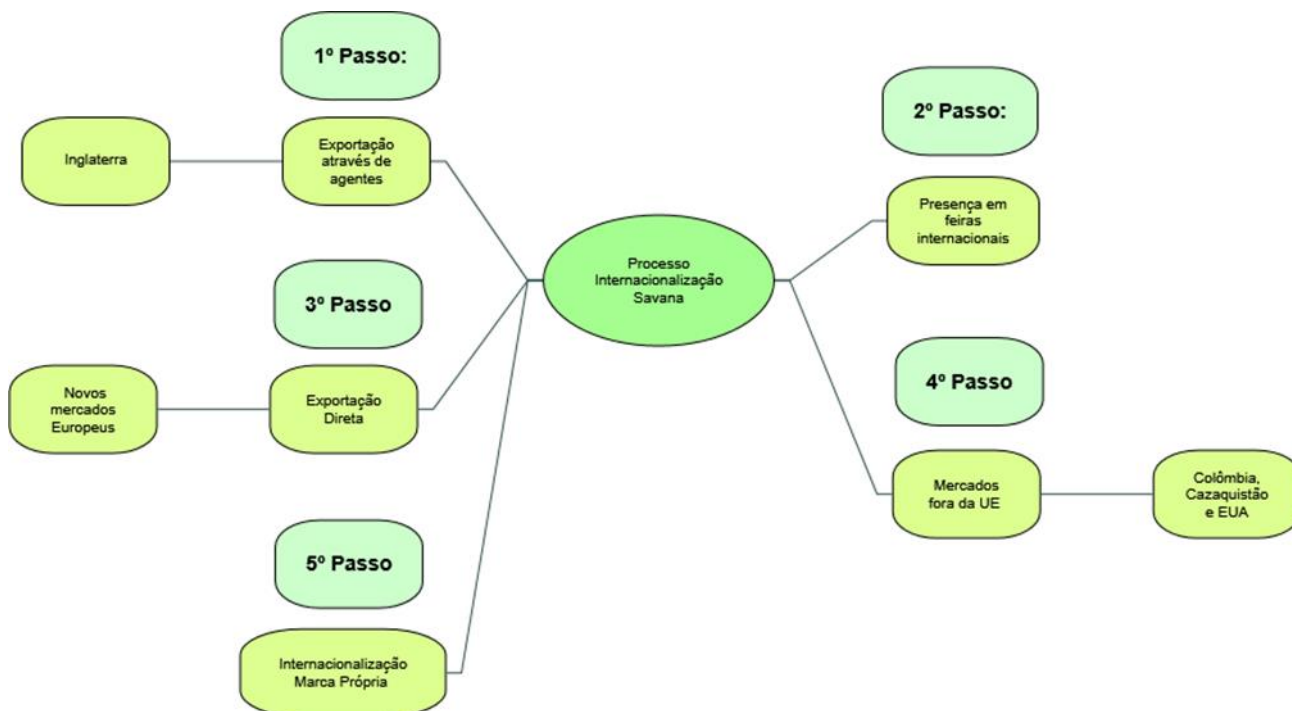 1º Passo:
Exportação
através de
agentes
Inglaterra
2º Passo:
Presença em
feiras
internacionais
Processo
Internacionalização
Savana
3º Passo
Exportação
Direta
Novos
mercados
Europeus
4º Passo
Mercados
fora da UE
Colômbia,
Cazaquistão
e EUA
5º Passo
Internacionalização
Marca Própria